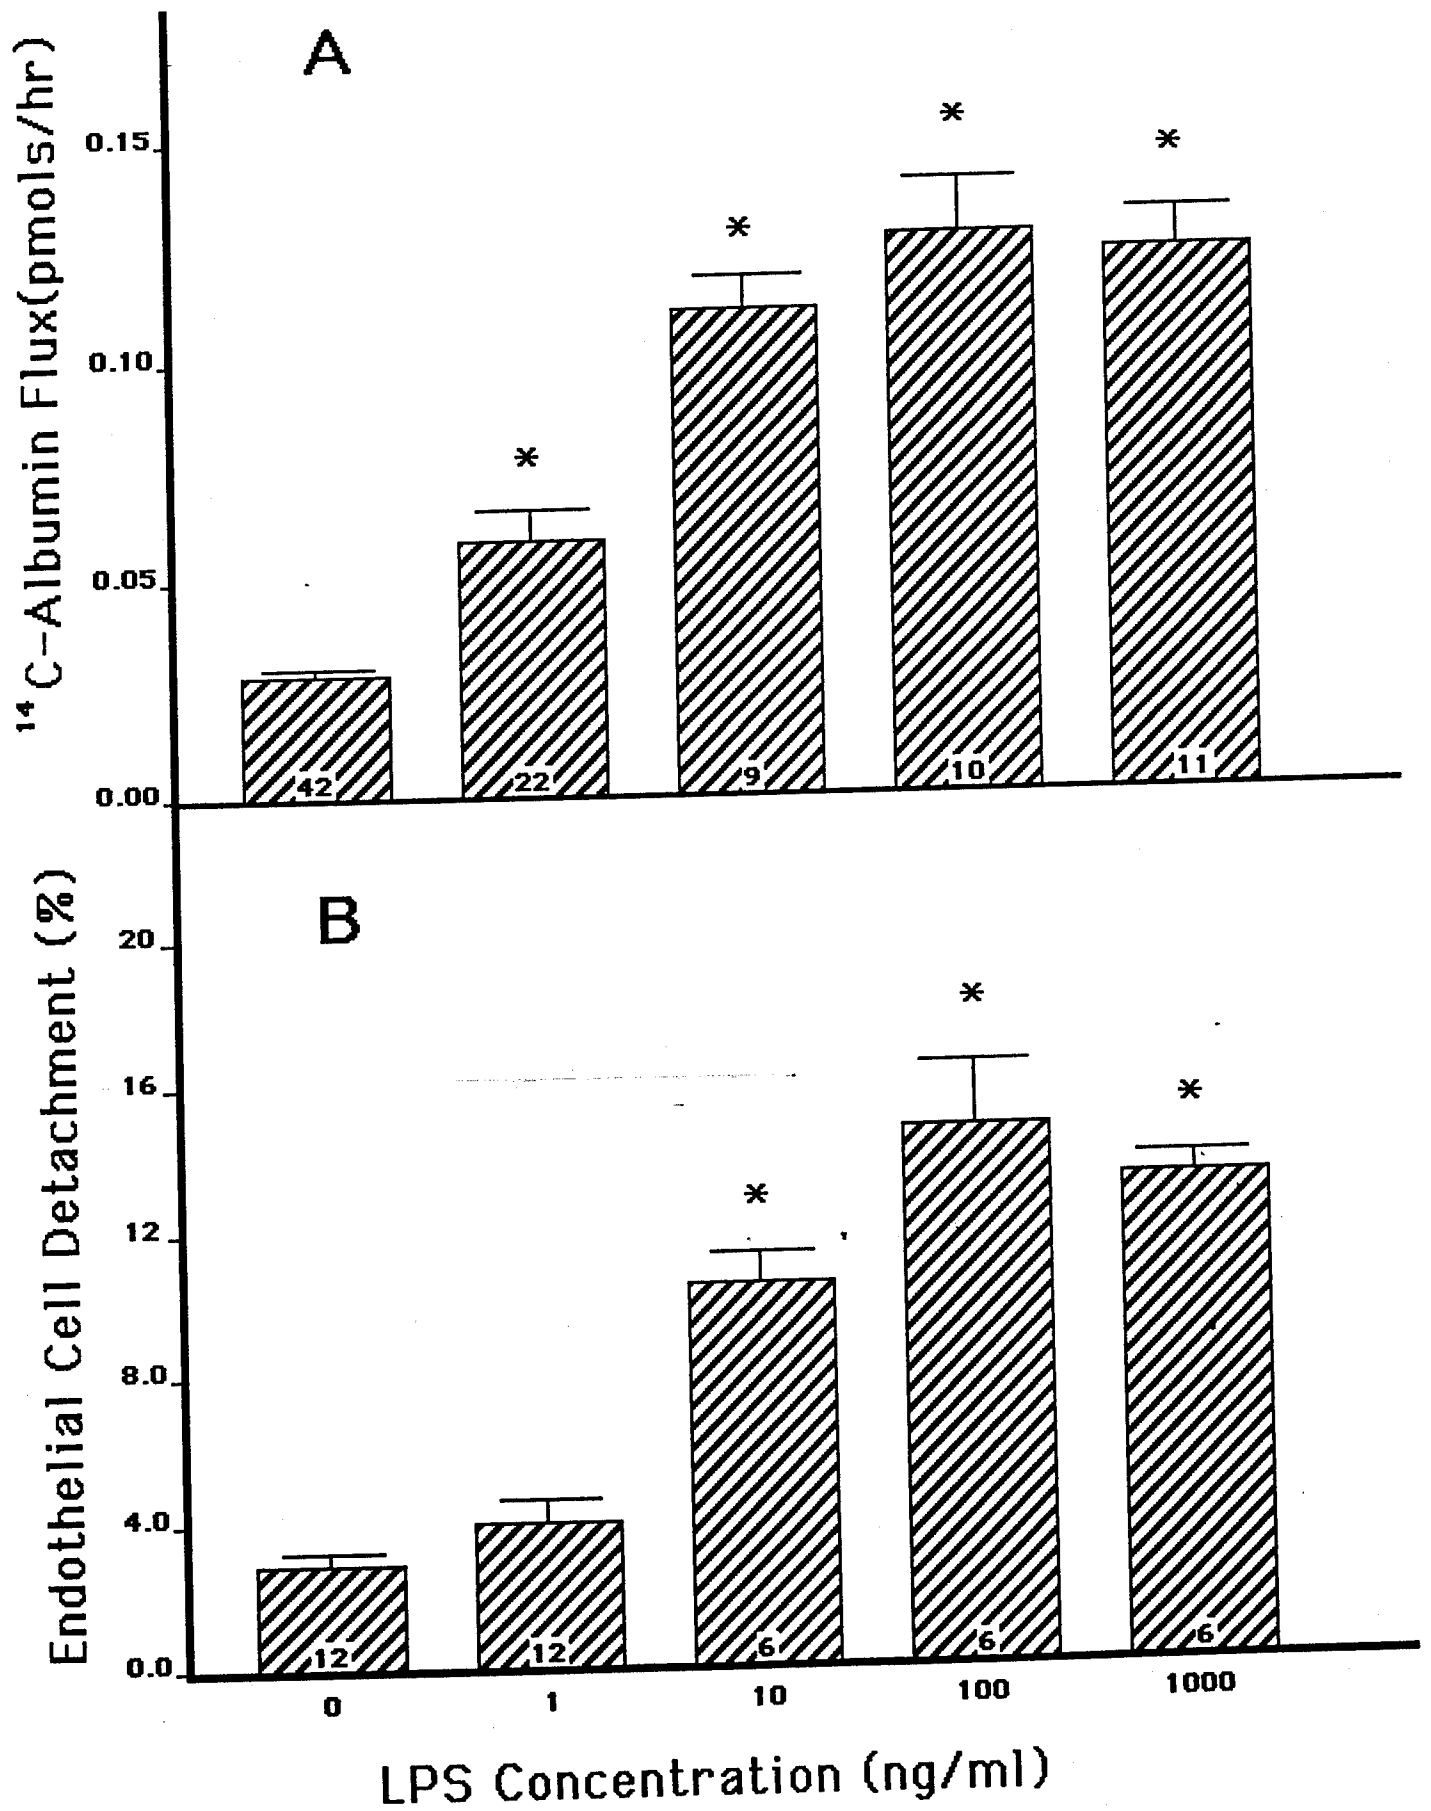 A
¹⁴C-Albumin Flux(pmols/hr)
0.15
0.10
0.05
0.00
* * * *
42 22 9 10 11
B
Endothelial Cell Detachment (%)
20
16
12
8.0
4.0
0.0
* * *
12 12 6 6 6
0 1 10 100 1000
LPS Concentration (ng/ml)